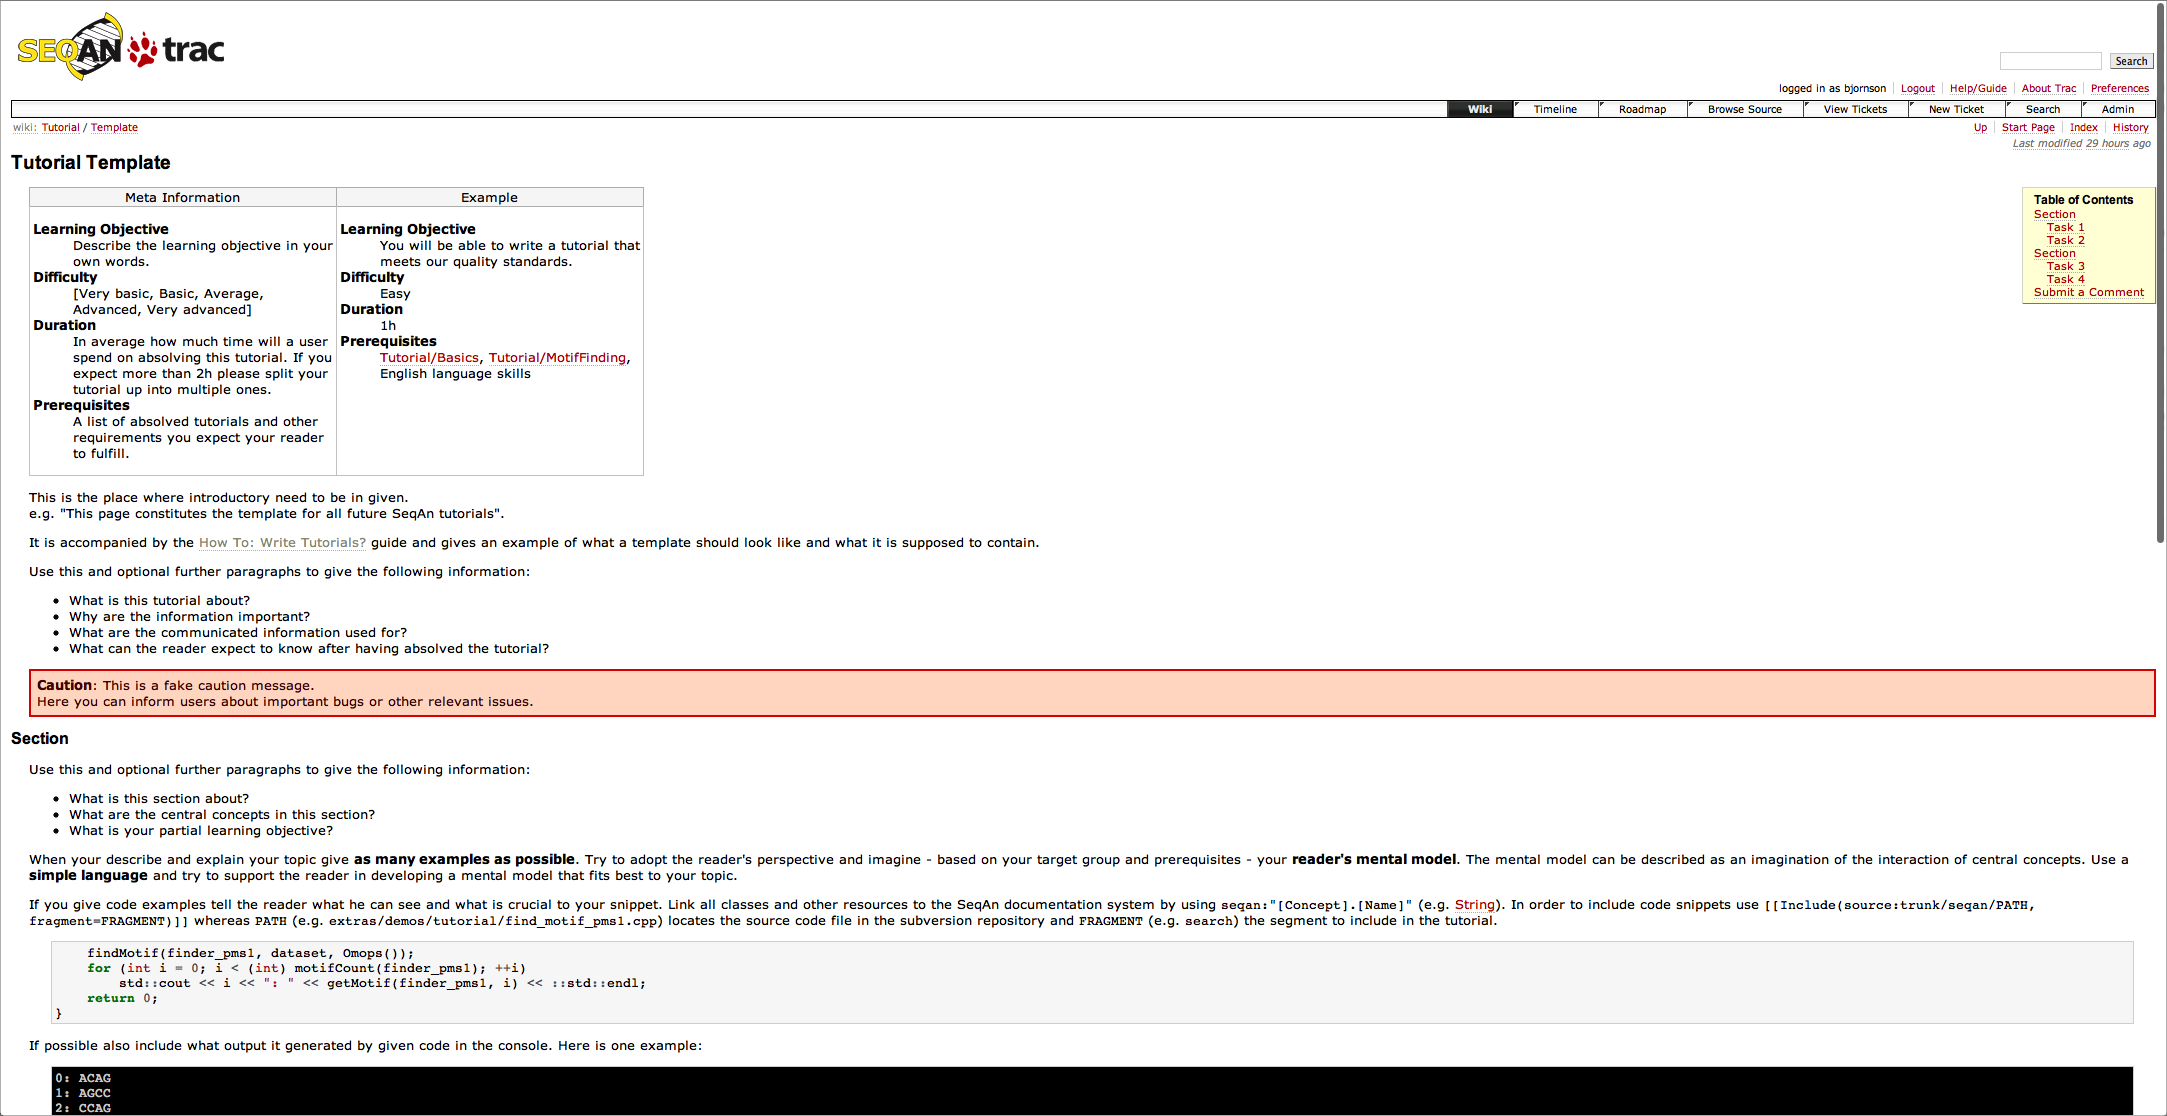 SEQAN trac
Search
logged in as bjornson Logout Help/Guide About Trac Preferences
Wiki Timeline Roadmap Browse Source View Tickets New Ticket Search Admin
wiki: Tutorial / Template
Up Start Page Index History
Last modified 29 hours ago
Tutorial Template
Meta Information
Learning Objective
Describe the learning objective in your
own words.
Difficulty
[Very basic, Basic, Average,
Advanced, Very advanced]
Duration
In average how much time will a user
spend on absolving this tutorial. If you
expect more than 2h please split your
tutorial up into multiple ones.
Prerequisites
A list of absolved tutorials and other
requirements you expect your reader
to fulfill.
Example
Learning Objective
You will be able to write a tutorial that
meets our quality standards.
Difficulty
Easy
Duration
1h
Prerequisites
Tutorial/Basics, Tutorial/MotifFinding,
English language skills
Table of Contents
Section
Task 1
Task 2
Section
Task 3
Task 4
Submit a Comment
This is the place where introductory need to be in given.
e.g. "This page constitutes the template for all future SeqAn tutorials".
It is accompanied by the How To: Write Tutorials? guide and gives an example of what a template should look like and what it is supposed to contain.
Use this and optional further paragraphs to give the following information:
• What is this tutorial about?
• Why are the information important?
• What are the communicated information used for?
• What can the reader expect to know after having absolved the tutorial?
Caution: This is a fake caution message.
Here you can inform users about important bugs or other relevant issues.
Section
Use this and optional further paragraphs to give the following information:
• What is this section about?
• What are the central concepts in this section?
• What is your partial learning objective?
When your describe and explain your topic give as many examples as possible. Try to adopt the reader's perspective and imagine - based on your target group and prerequisites - your reader's mental model. The mental model can be described as an imagination of the interaction of central concepts. Use a
simple language and try to support the reader in developing a mental model that fits best to your topic.
If you give code examples tell the reader what he can see and what is crucial to your snippet. Link all classes and other resources to the SeqAn documentation system by using seqan:"[Concept].[Name]" (e.g. String). In order to include code snippets use [[Include(source:trunk/seqan/PATH,
fragment=FRAGMENT)]] whereas PATH (e.g. extras/demos/tutorial/find_motif_pms1.cpp) locates the source code file in the subversion repository and FRAGMENT (e.g. search) the segment to include in the tutorial.
findMotif(finder_pms1, dataset, Omops());
for (int i = 0; i < (int) motifCount(finder_pms1); ++i)
std::cout << i << ": " << getMotif(finder_pms1, i) << ::std::endl;
return 0;
}
If possible also include what output it generated by given code in the console. Here is one example:
0: ACAG
1: AGCC
2: CCAG